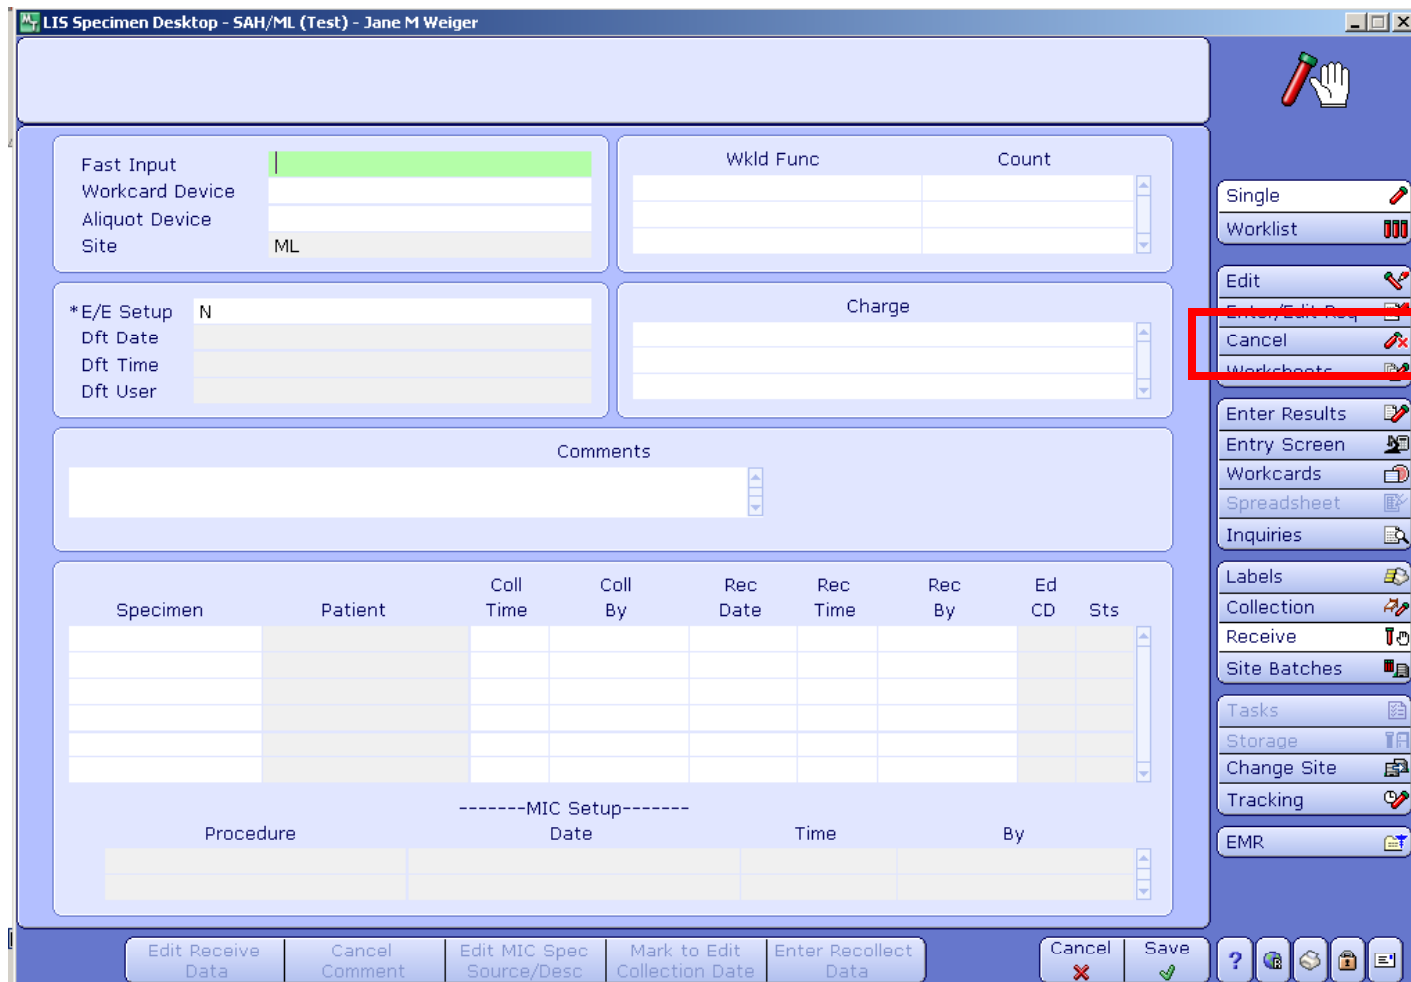 LIS Specimen Desktop - SAH/ML (Test) - Jane M Weiger
Fast Input
Workcard Device
Aliquot Device
Site ML
Wkld Func Count
*E/E Setup N
Dft Date
Dft Time
Dft User
Charge
Comments
Coll Coll Rec Rec Rec Ed
Specimen Patient Time By Date Time By CD Sts
-------MIC Setup-------
Procedure Date Time By
Single
Worklist
Edit
Enter/Edit Req
Cancel
Worksheets
Enter Results
Entry Screen
Workcards
Spreadsheet
Inquiries
Labels
Collection
Receive
Site Batches
Tasks
Storage
Change Site
Tracking
EMR
Edit Receive
Data
Cancel
Comment
Edit MIC Spec
Source/Desc
Mark to Edit
Collection Date
Enter Recollect
Data
Cancel
Save
?